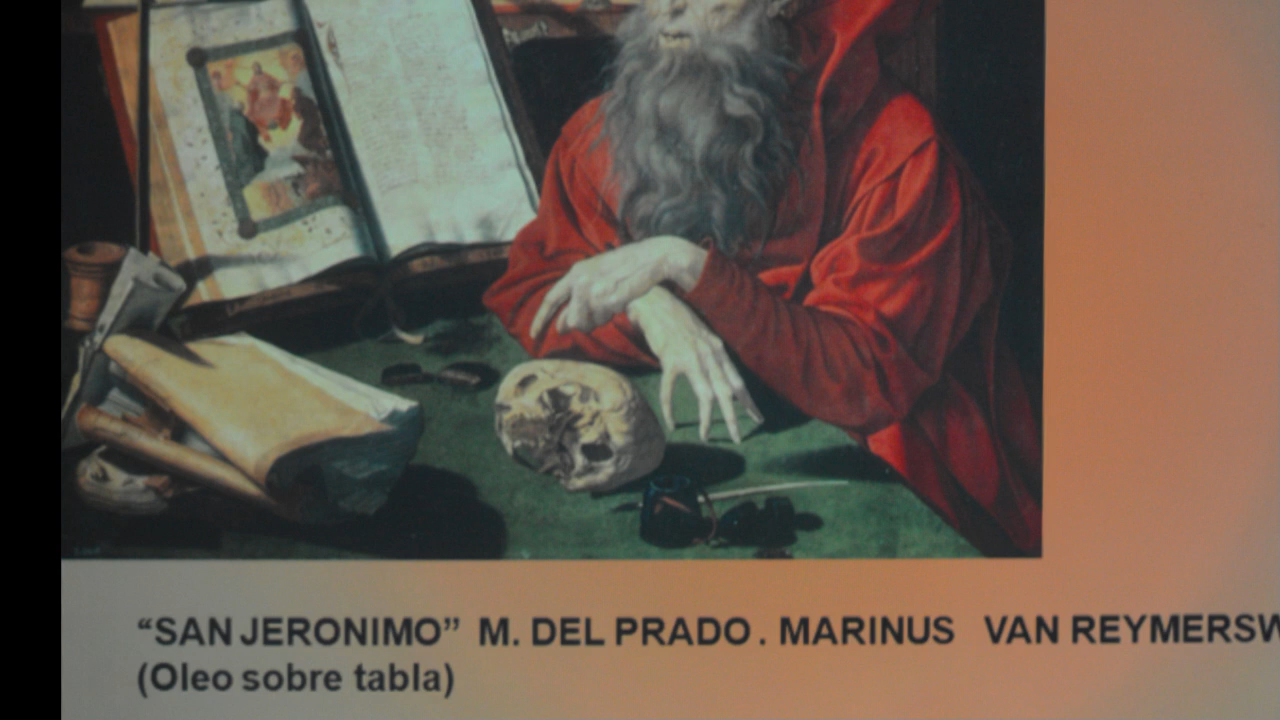 “SAN JERONIMO” M. DEL PRADO . MARINUS VAN REYMERSW
(Oleo sobre tabla)